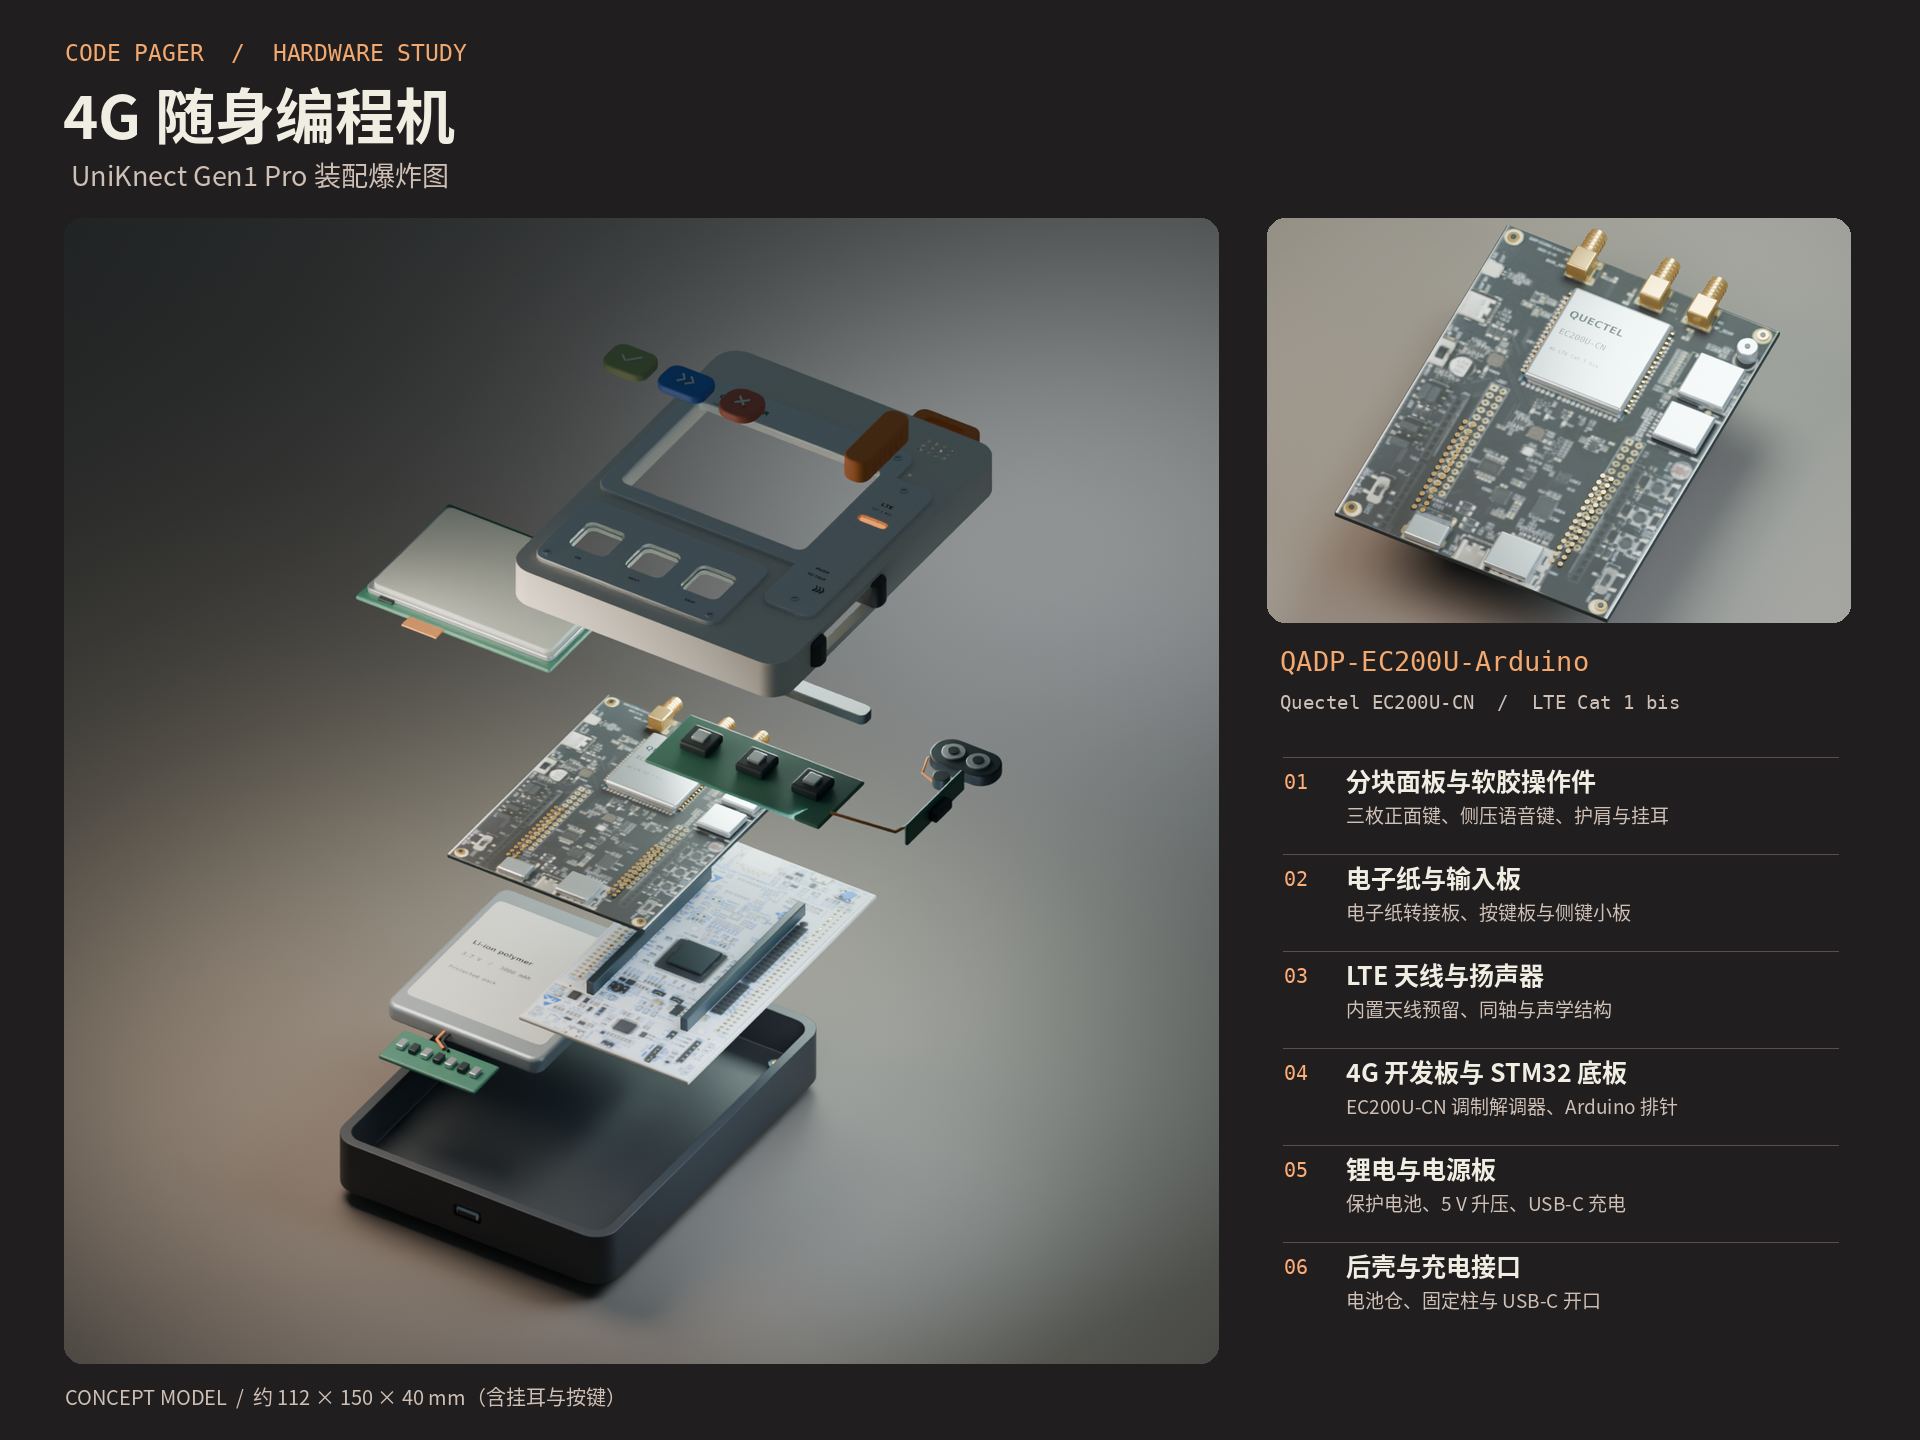 CODE PAGER / HARDWARE STUDY
4G 随身编程机
UniKnect Gen1 Pro 装配爆炸图
QUECTEL
EC200U-CN
LTE
Li-ion polymer
QADP-EC200U-Arduino
Quectel EC200U-CN / LTE Cat 1 bis
01 分块面板与软胶操作件
三枚正面键、侧压语音键、护肩与挂耳
02 电子纸与输入板
电子纸转接板、按键板与侧键小板
03 LTE 天线与扬声器
内置天线预留、同轴与声学结构
04 4G 开发板与 STM32 底板
EC200U-CN 调制解调器、Arduino 排针
05 锂电与电源板
保护电池、5 V 升压、USB-C 充电
06 后壳与充电接口
电池仓、固定柱与 USB-C 开口
CONCEPT MODEL / 约 112 × 150 × 40 mm（含挂耳与按键）